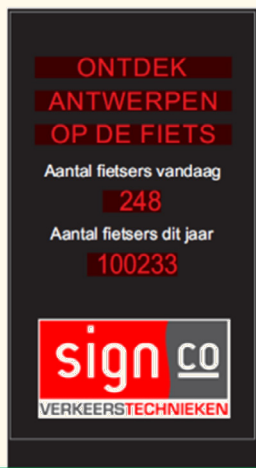 ONTDEK
ANTWERPEN
OP DE FIETS
Aantal fietsers vandaag
248
Aantal fietsers dit jaar
100233
sign co
VERKEERSTECHNIEKEN